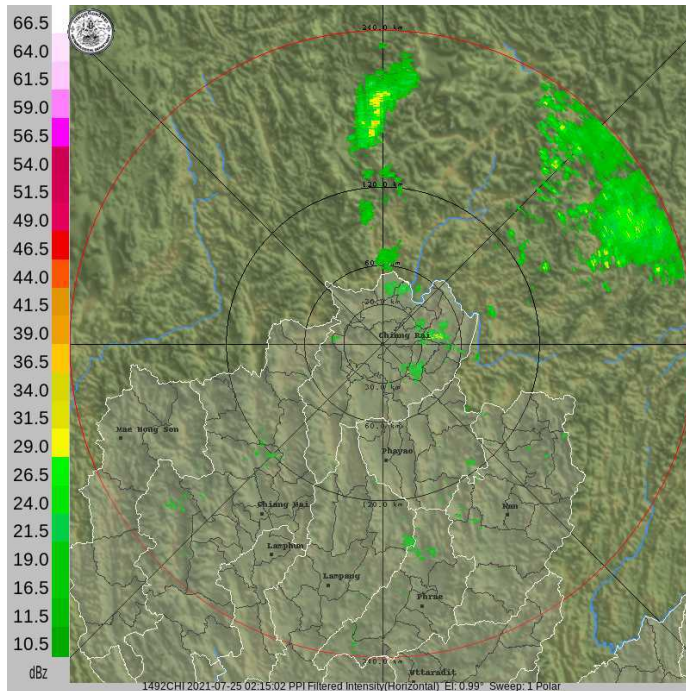 66.5
64.0
61.5
59.0
56.5
54.0
51.5
49.0
46.5
44.0
41.5
39.0
36.5
34.0
31.5
29.0
26.5
24.0
21.5
19.0
16.5
14.0
11.5
10.5
dBz
240.0 km
120.0 km
60.0 km
30.0 km
Chiang Rai
30.0 km
60.0 km
Mae Hong Son
Phayao
120.0 km
Chiang Mai
Nan
Lamphun
Lampang
Phrae
240.0 km
Uttaradit
1492CHI 2021-07-25 02:15:02 PPI Filtered Intensity(Horizontal) El: 0.99° Sweep: 1 Polar